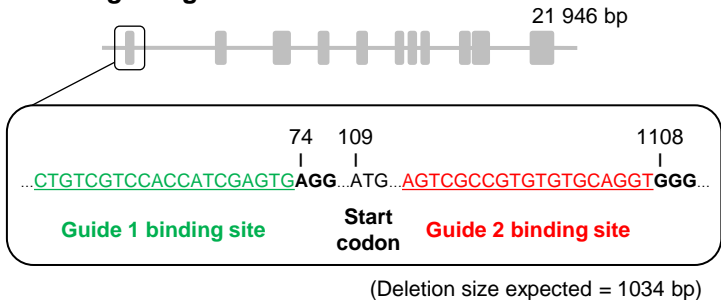 21 946 bp
74 109 1108
...CTGTCGTCCACCATCGAGTGAGG...ATG...AGTCGCCGTGTGTGCAGGTGGG...
Guide 1 binding site Start codon Guide 2 binding site
(Deletion size expected = 1034 bp)